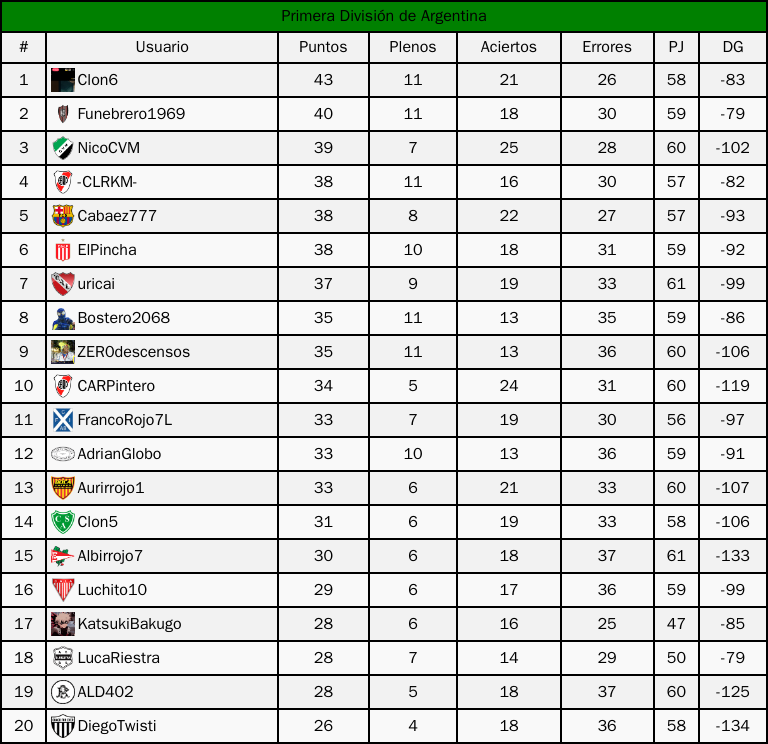 Primera División de Argentina
# Usuario Puntos Plenos Aciertos Errores PJ DG
1 Clon6 43 11 21 26 58 -83
2 Funebrero1969 40 11 18 30 59 -79
3 NicoCVM 39 7 25 28 60 -102
4 -CLRKM- 38 11 16 30 57 -82
5 Cabaez777 38 8 22 27 57 -93
6 ElPincha 38 10 18 31 59 -92
7 uricai 37 9 19 33 61 -99
8 Bostero2068 35 11 13 35 59 -86
9 ZER0descensos 35 11 13 36 60 -106
10 CARPintero 34 5 24 31 60 -119
11 FrancoRojo7L 33 7 19 30 56 -97
12 AdrianGlobo 33 10 13 36 59 -91
13 Aurirrojo1 33 6 21 33 60 -107
14 Clon5 31 6 19 33 58 -106
15 Albirrojo7 30 6 18 37 61 -133
16 Luchito10 29 6 17 36 59 -99
17 KatsukiBakugo 28 6 16 25 47 -85
18 LucaRiestra 28 7 14 29 50 -79
19 ALD402 28 5 18 37 60 -125
20 DiegoTwisti 26 4 18 36 58 -134